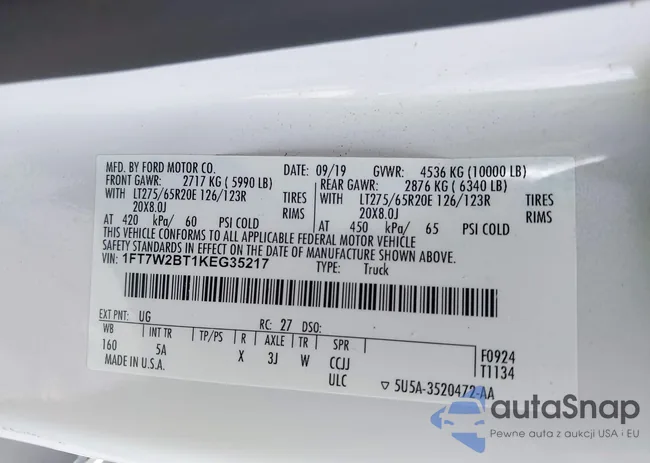 MFD. BY FORD MOTOR CO. DATE: 09/19 GVWR: 4536 KG (10000 LB)
FRONT GAWR: 2717 KG ( 5990 LB) REAR GAWR: 2876 KG ( 6340 LB)
WITH LT275/65R20E 126/123R TIRES WITH LT275/65R20E 126/123R TIRES
20X8.0J RIMS 20X8.0J RIMS
AT 420 kPa/ 60 PSI COLD AT 450 kPa/ 65 PSI COLD
THIS VEHICLE CONFORMS TO ALL APPLICABLE FEDERAL MOTOR VEHICLE
SAFETY AND THEFT PREVENTION STANDARDS IN EFFECT ON THE DATE OF MANUFACTURE SHOWN ABOVE.
VIN: 1FT7W2BT1KEG35217 TYPE: Truck
EXT PNT: UG RC: 27 DSO:
WB INT TR TP/PS R AXLE TR SPR F0924
160 5A X 3J W CCJJ T1134
MADE IN U.S.A. ULC ▽ 5U5A-3520472-AA
autaSnap
Pewne auta z aukcji USA i EU